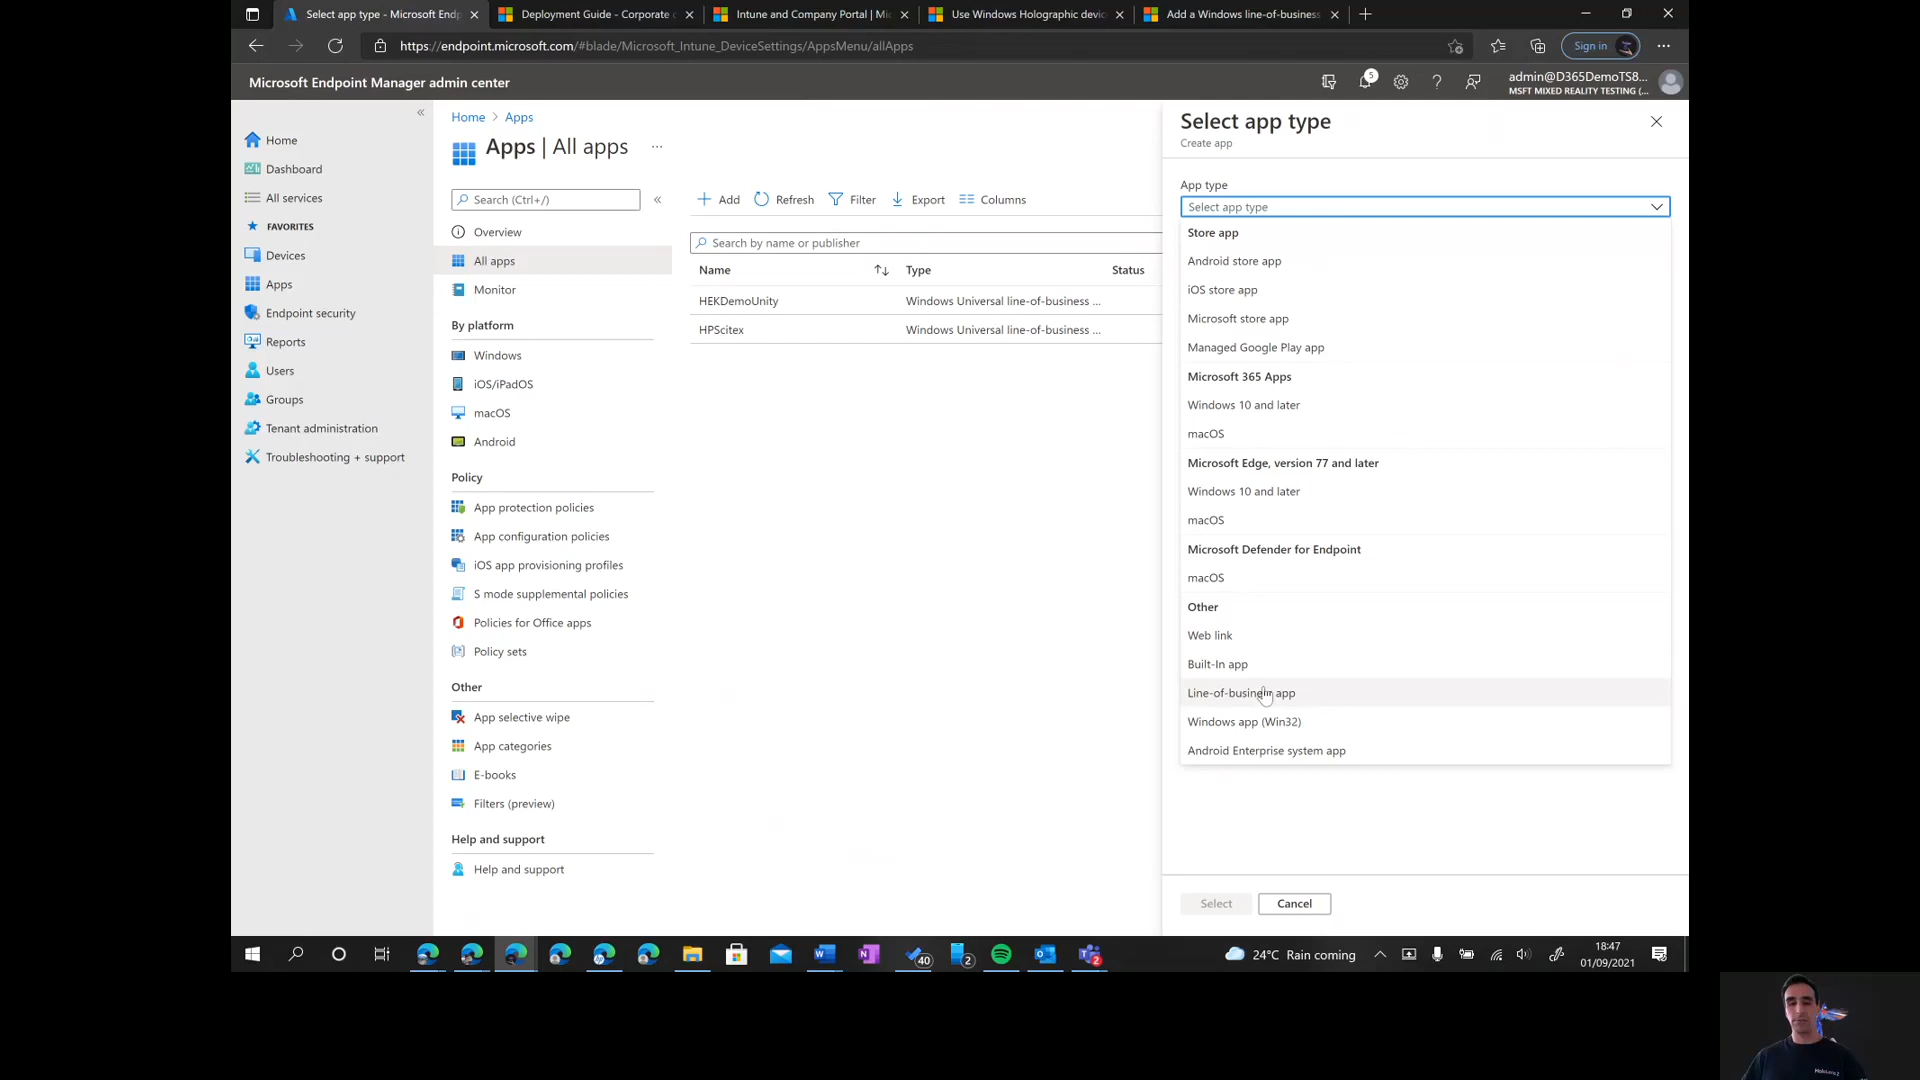 Select app type - Microsoft Endp
Deployment Guide - Corporate c
Intune and Company Portal | Mic
Use Windows Holographic device
Add a Windows line-of-business
https://endpoint.microsoft.com/#blade/Microsoft_Intune_DeviceSettings/AppsMenu/allApps
Sign in
Microsoft Endpoint Manager admin center
5
admin@D365DemoTS8...
MSFT MIXED REALITY TESTING (...
Home
Dashboard
All services
FAVORITES
Devices
Apps
Endpoint security
Reports
Users
Groups
Tenant administration
Troubleshooting + support
Home > Apps
Apps | All apps
Search (Ctrl+/)
Overview
All apps
Monitor
By platform
Windows
iOS/iPadOS
macOS
Android
Policy
App protection policies
App configuration policies
iOS app provisioning profiles
S mode supplemental policies
Policies for Office apps
Policy sets
Other
App selective wipe
App categories
E-books
Filters (preview)
Help and support
Help and support
Add Refresh Filter Export Columns
Search by name or publisher
Name Type Status
HEKDemoUnity Windows Universal line-of-business ...
HPScitex Windows Universal line-of-business ...
Select app type
Create app
App type
Select app type
Store app
Android store app
iOS store app
Microsoft store app
Managed Google Play app
Microsoft 365 Apps
Windows 10 and later
macOS
Microsoft Edge, version 77 and later
Windows 10 and later
macOS
Microsoft Defender for Endpoint
macOS
Other
Web link
Built-In app
Line-of-business app
Windows app (Win32)
Android Enterprise system app
Select Cancel
40
2
2
24°C Rain coming
18:47
01/09/2021